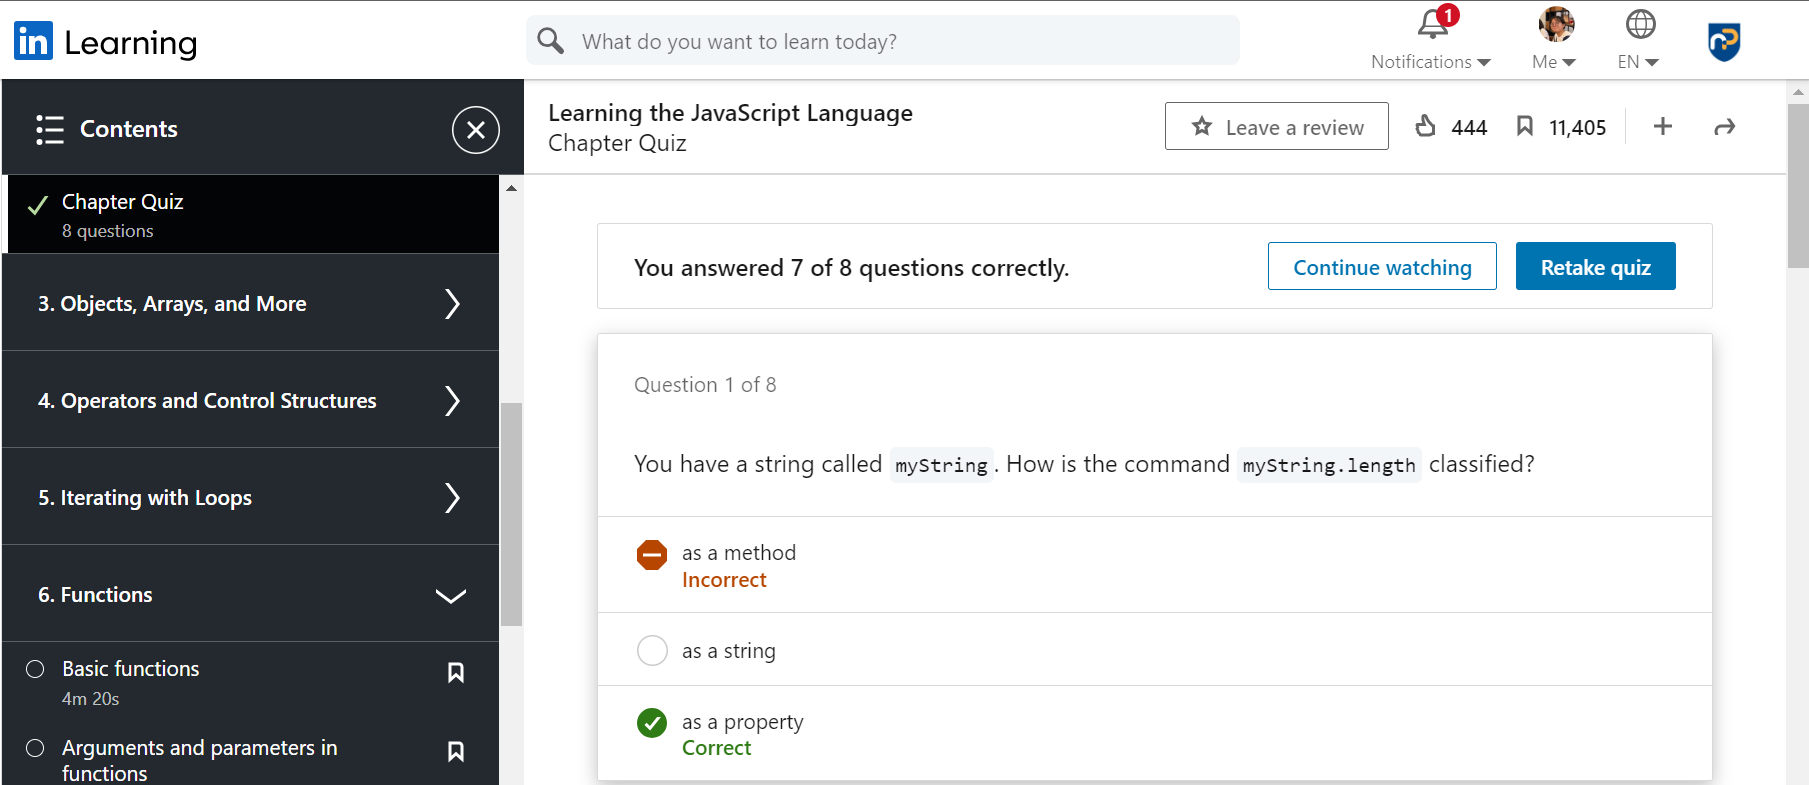 in Learning
What do you want to learn today?
1
Notifications
Me
EN
Contents
Chapter Quiz
8 questions
3. Objects, Arrays, and More
4. Operators and Control Structures
5. Iterating with Loops
6. Functions
Basic functions
4m 20s
Arguments and parameters in
functions
Learning the JavaScript Language
Chapter Quiz
Leave a review
444
11,405
You answered 7 of 8 questions correctly.
Continue watching
Retake quiz
Question 1 of 8
You have a string called myString. How is the command myString.length classified?
as a method
Incorrect
as a string
as a property
Correct